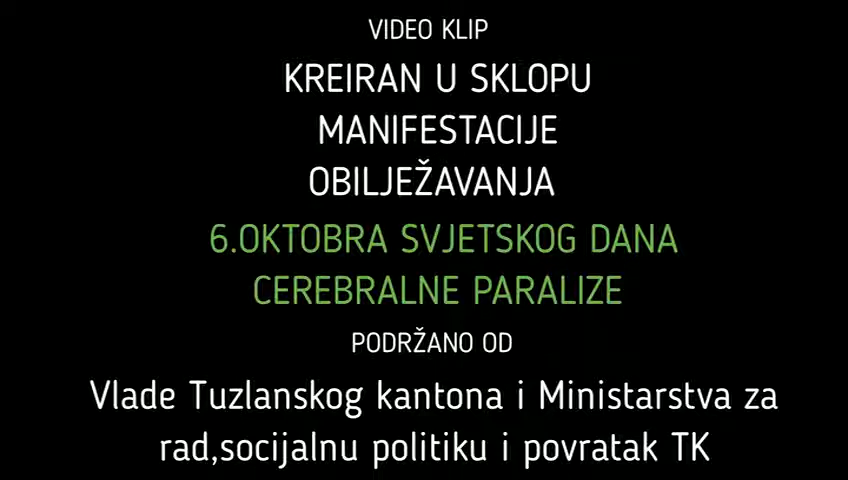 VIDEO KLIP
KREIRAN U SKLOPU
MANIFESTACIJE
OBILJEŽAVANJA
6.OKTOBRA SVJETSKOG DANA
CEREBRALNE PARALIZE
PODRŽANO OD
Vlade Tuzlanskog kantona i Ministarstva za
rad,socijalnu politiku i povratak TK